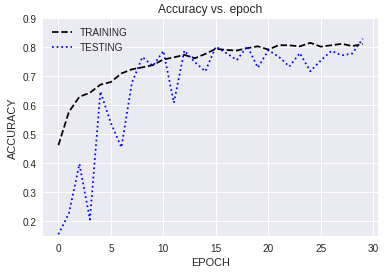 Accuracy vs. epoch
TRAINING
TESTING
ACCURACY
0.9
0.8
0.7
0.6
0.5
0.4
0.3
0.2
0 5 10 15 20 25 30
EPOCH